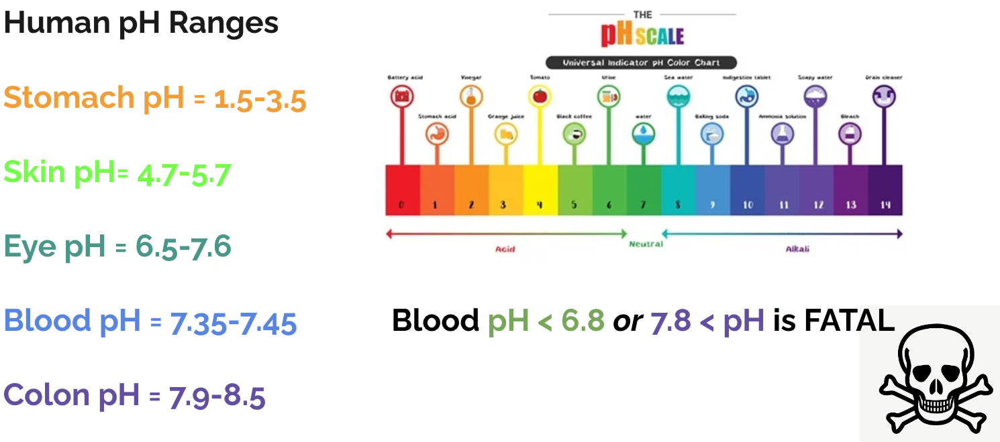 Human pH Ranges
Stomach pH = 1.5-3.5
Skin pH= 4.7-5.7
Eye pH = 6.5-7.6
Blood pH = 7.35-7.45
Colon pH = 7.9-8.5
THE
pH SCALE
Universal Indicator pH Color Chart
Battery acid
Vinegar
Tomato
Urine
Sea water
Indigestion tablet
Soapy water
Drain cleaner
Stomach acid
Orange juice
Black coffee
water
Baking soda
Ammonia solution
Bleach
0 1 2 3 4 5 6 7 8 9 10 11 12 13 14
Acid
Neutral
Alkali
Blood pH < 6.8 or 7.8 < pH is FATAL